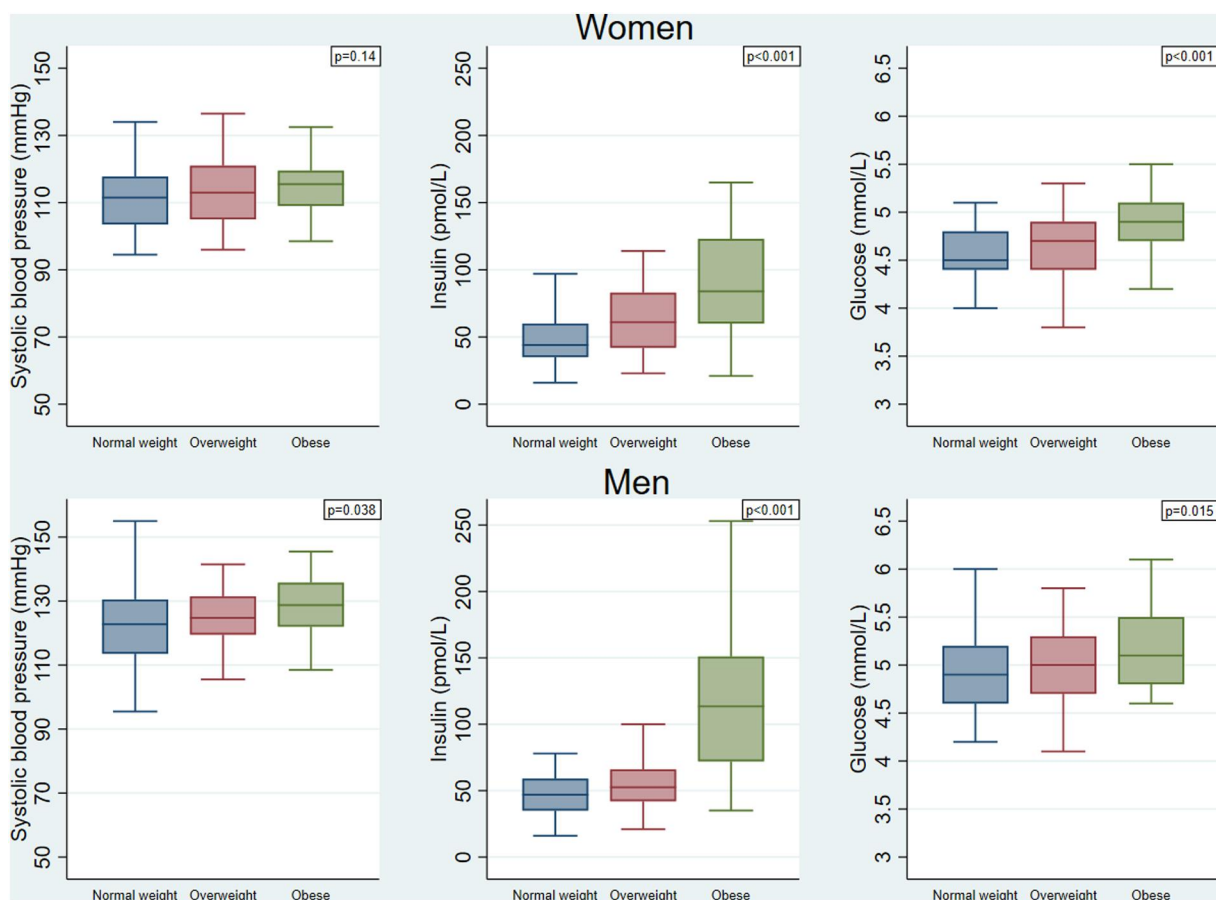 Women
Systolic blood pressure (mmHg)
150
130
110
90
70
50
p=0.14
Normal weight Overweight Obese
Insulin (pmol/L)
250
200
150
100
50
0
p<0.001
Normal weight Overweight Obese
Glucose (mmol/L)
6.5
6
5.5
5
4.5
4
3.5
3
p<0.001
Normal weight Overweight Obese
Men
Systolic blood pressure (mmHg)
150
130
110
90
70
50
p=0.038
Normal weight Overweight Obese
Insulin (pmol/L)
250
200
150
100
50
0
p<0.001
Normal weight Overweight Obese
Glucose (mmol/L)
6.5
6
5.5
5
4.5
4
3.5
3
p=0.015
Normal weight Overweight Obese